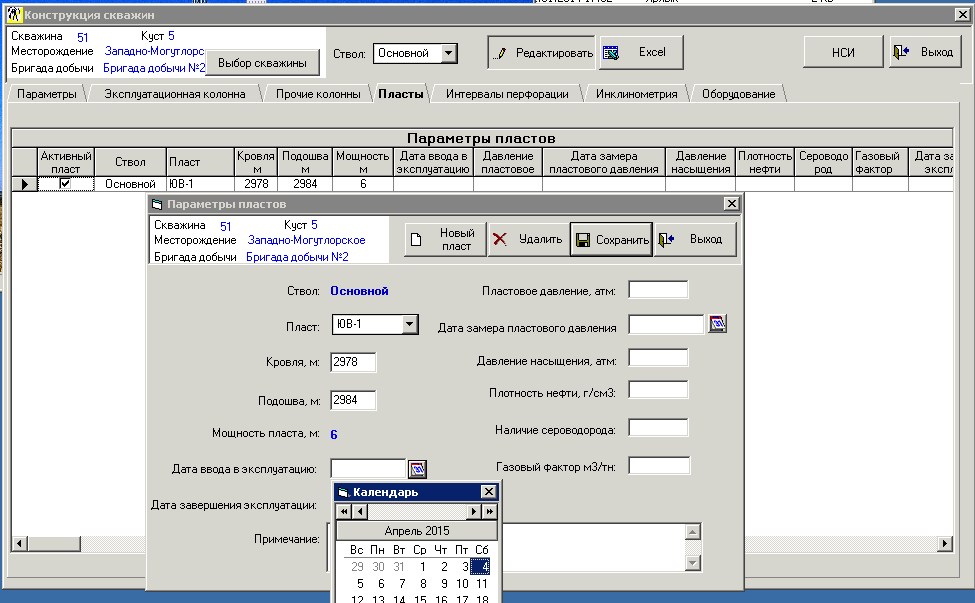 Конструкция скважин
Скважина 51 Куст 5
Месторождение Западно-Могутлорс
Бригада добычи Бригада добычи №2
Выбор скважины
Ствол: Основной
Редактировать
Excel
НСИ
Выход
Параметры Эксплуатационная колонна Прочие колонны Пласты Интервалы перфорации Инклинометрия Оборудование
Параметры пластов
Активный пласт Ствол Пласт Кровля м Подошва м Мощность м Дата ввода в эксплуатацию Давление пластовое Дата замера пластового давления Давление насыщения Плотность нефти Сероводо род Газовый фактор Дата за эксп
Основной ЮВ-1 2978 2984 6
Параметры пластов
Скважина 51 Куст 5
Месторождение Западно-Могутлорское
Бригада добычи Бригада добычи №2
Новый пласт
Удалить
Сохранить
Выход
Ствол: Основной
Пластовое давление, атм:
Пласт: ЮВ-1
Дата замера пластового давления
Кровля, м: 2978
Давление насыщения, атм:
Подошва, м: 2984
Плотность нефти, г/см3:
Мощность пласта, м: 6
Наличие сероводорода:
Дата ввода в эксплуатацию:
Газовый фактор м3/тн:
Дата завершения эксплуатации:
Примечание:
Календарь
Апрель 2015
Вс Пн Вт Ср Чт Пт Сб
29 30 31 1 2 3 4
5 6 7 8 9 10 11
12 13 14 15 16 17 18